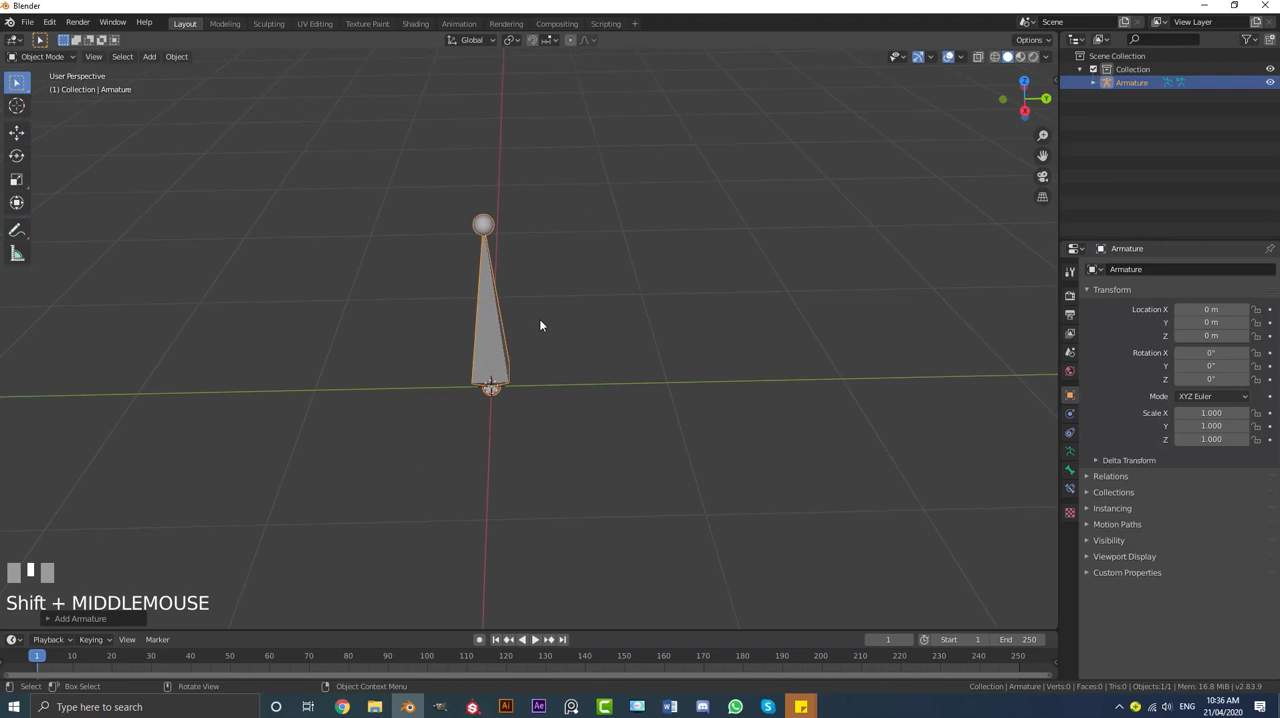 Blender
File Edit Render Window Help Layout Modeling Sculpting UV Editing Texture Paint Shading Animation Rendering Compositing Scripting + Scene View Layer
Global Options
Object Mode View Select Add Object
User Perspective
(1) Collection | Armature
Z
Y
X
Scene Collection
Collection
Armature
Armature
Armature
Transform
Location X 0 m
Y 0 m
Z 0 m
Rotation X 0°
Y 0°
Z 0°
Mode XYZ Euler
Scale X 1.000
Y 1.000
Z 1.000
Delta Transform
Relations
Collections
Instancing
Motion Paths
Visibility
Viewport Display
Custom Properties
Shift + MIDDLEMOUSE
Add Armature
Playback Keying View Marker 1 Start 1 End 250
1 10 20 30 40 50 60 70 80 90 100 110 120 130 140 150 160 170 180 190 200 210 220 230 240 250
Select Box Select Rotate View Object Context Menu Collection | Armature | Verts:0 | Faces:0 | Tris:0 | Objects:1/1 | Mem: 16.8 MiB | v2.83.9
Type here to search ENG 10:36 AM
21/04/2020